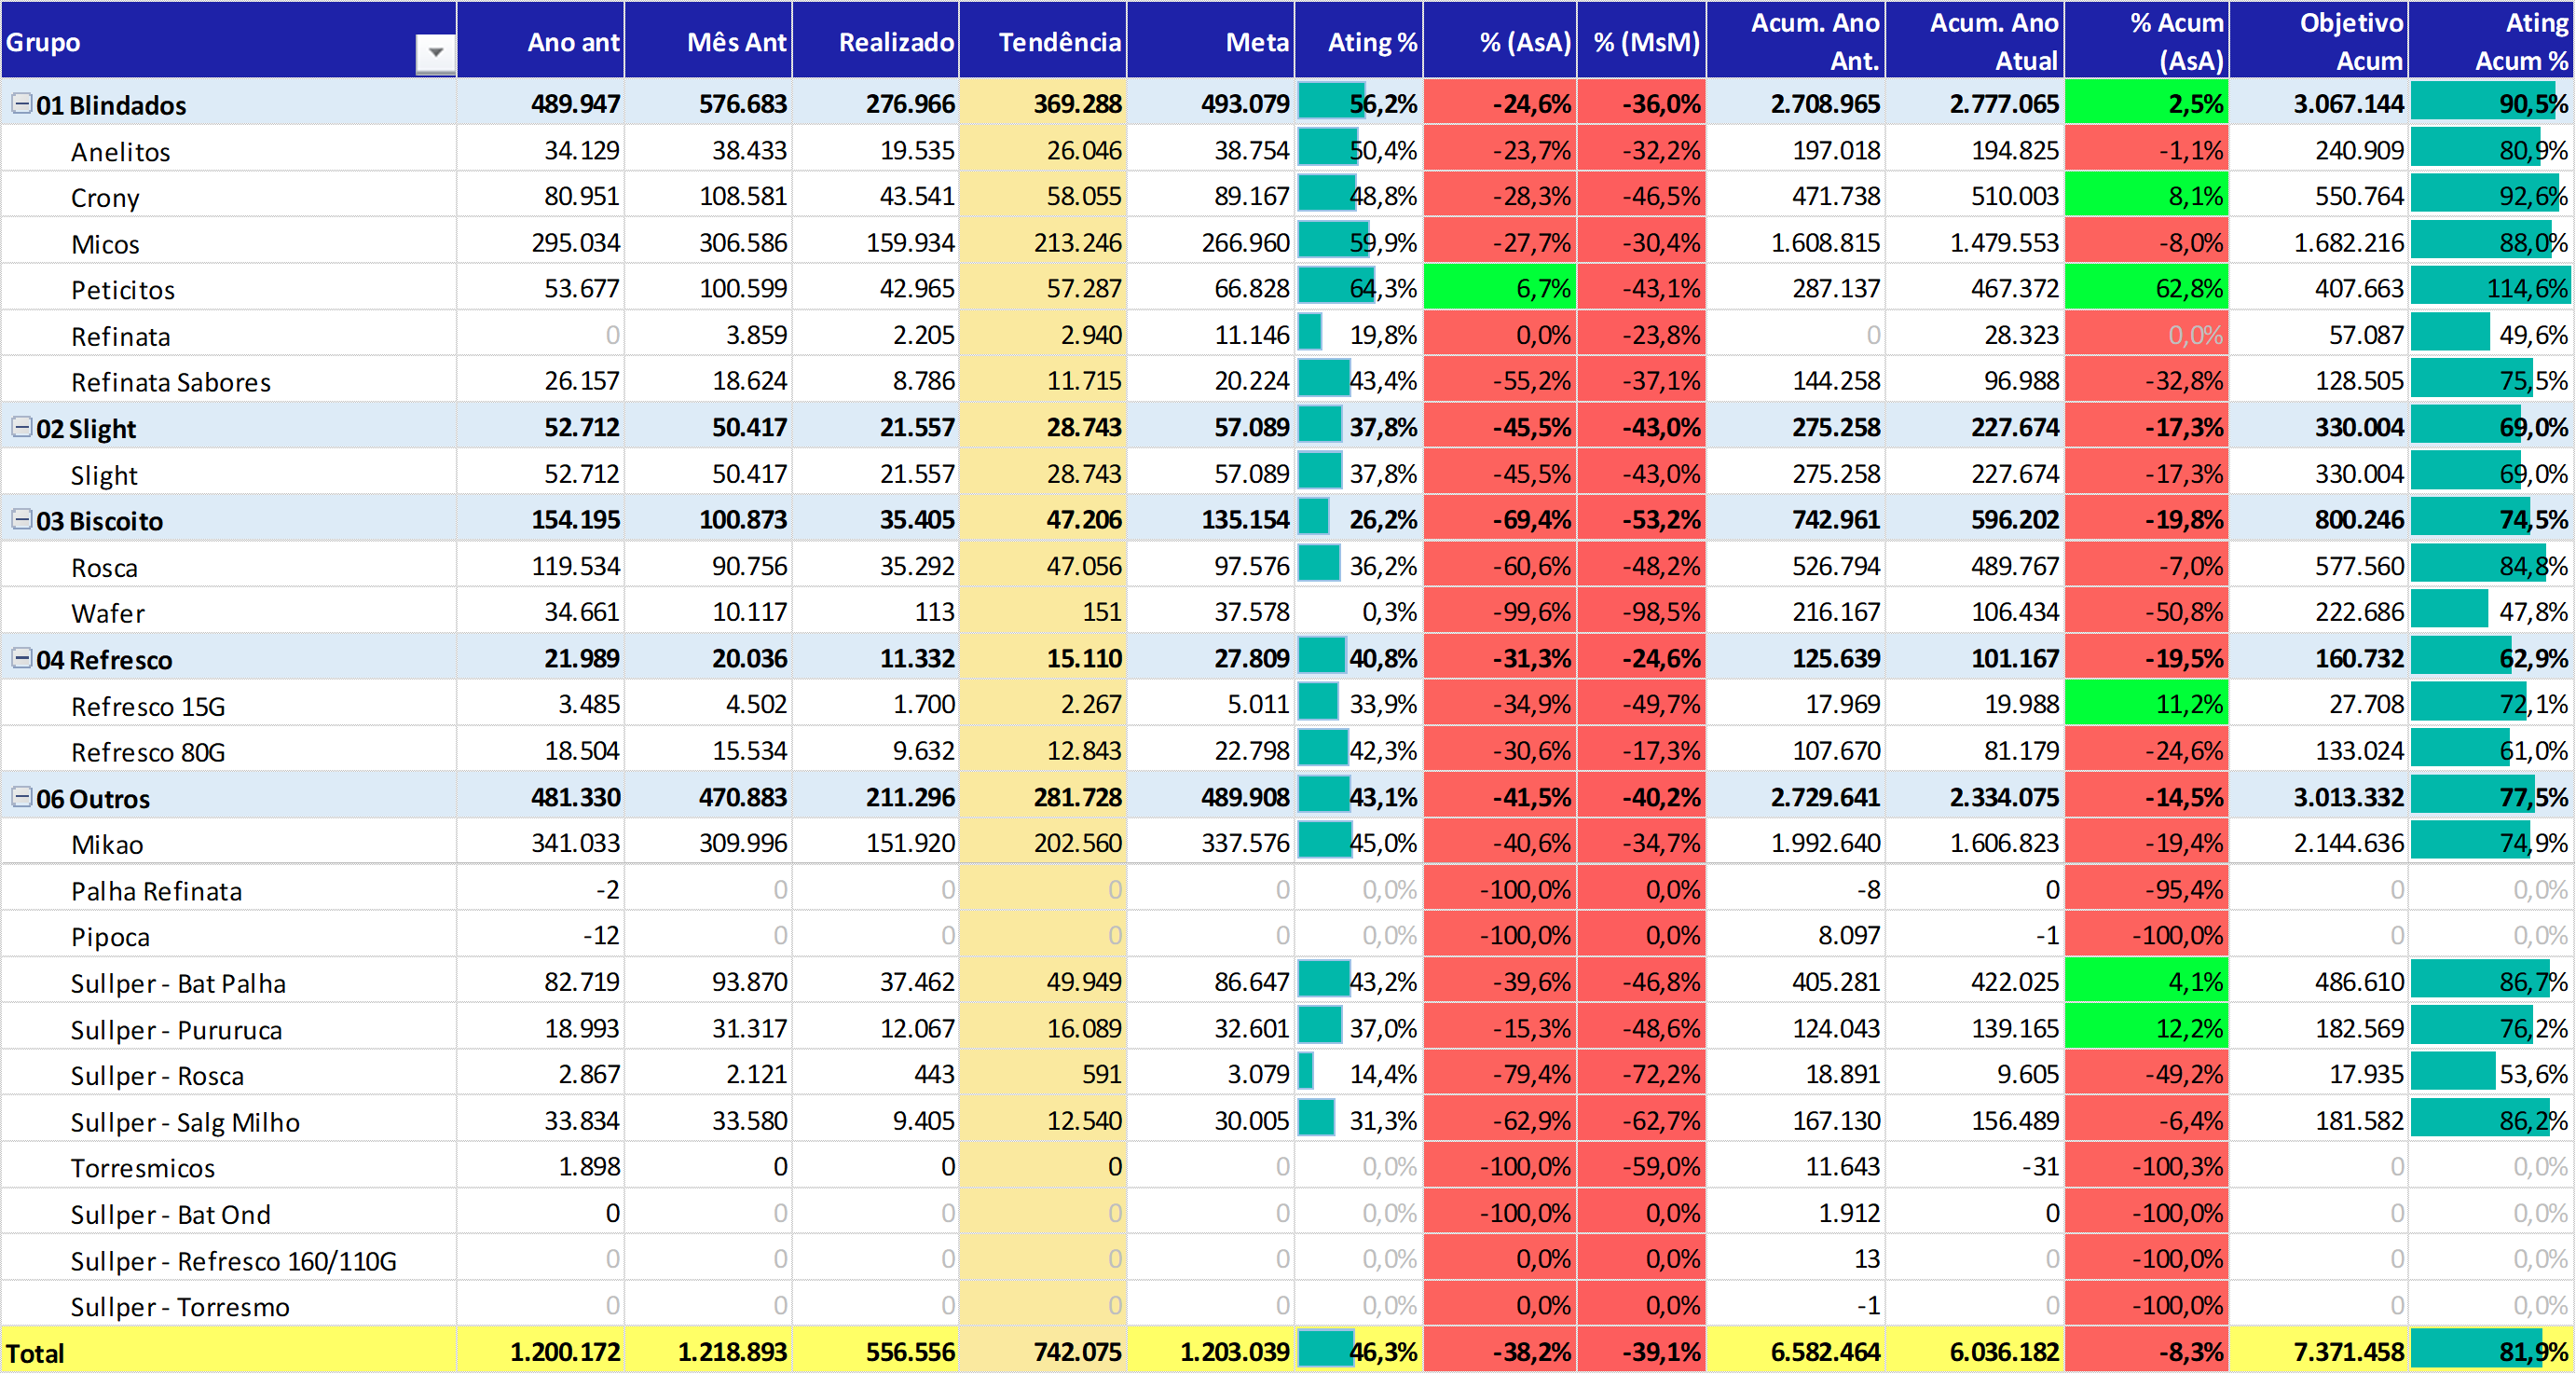 Grupo Ano ant Mês Ant Realizado Tendência Meta Ating % % (AsA) % (MsM) Acum. Ano Ant. Acum. Ano Atual % Acum (AsA) Objetivo Acum Ating Acum %
01 Blindados 489.947 576.683 276.966 369.288 493.079 56,2% -24,6% -36,0% 2.708.965 2.777.065 2,5% 3.067.144 90,5%
Anelitos 34.129 38.433 19.535 26.046 38.754 50,4% -23,7% -32,2% 197.018 194.825 -1,1% 240.909 80,9%
Crony 80.951 108.581 43.541 58.055 89.167 48,8% -28,3% -46,5% 471.738 510.003 8,1% 550.764 92,6%
Micos 295.034 306.586 159.934 213.246 266.960 59,9% -27,7% -30,4% 1.608.815 1.479.553 -8,0% 1.682.216 88,0%
Peticitos 53.677 100.599 42.965 57.287 66.828 64,3% 6,7% -43,1% 287.137 467.372 62,8% 407.663 114,6%
Refinata 0 3.859 2.205 2.940 11.146 19,8% 0,0% -23,8% 0 28.323 0,0% 57.087 49,6%
Refinata Sabores 26.157 18.624 8.786 11.715 20.224 43,4% -55,2% -37,1% 144.258 96.988 -32,8% 128.505 75,5%
02 Slight 52.712 50.417 21.557 28.743 57.089 37,8% -45,5% -43,0% 275.258 227.674 -17,3% 330.004 69,0%
Slight 52.712 50.417 21.557 28.743 57.089 37,8% -45,5% -43,0% 275.258 227.674 -17,3% 330.004 69,0%
03 Biscoito 154.195 100.873 35.405 47.206 135.154 26,2% -69,4% -53,2% 742.961 596.202 -19,8% 800.246 74,5%
Rosca 119.534 90.756 35.292 47.056 97.576 36,2% -60,6% -48,2% 526.794 489.767 -7,0% 577.560 84,8%
Wafer 34.661 10.117 113 151 37.578 0,3% -99,6% -98,5% 216.167 106.434 -50,8% 222.686 47,8%
04 Refresco 21.989 20.036 11.332 15.110 27.809 40,8% -31,3% -24,6% 125.639 101.167 -19,5% 160.732 62,9%
Refresco 15G 3.485 4.502 1.700 2.267 5.011 33,9% -34,9% -49,7% 17.969 19.988 11,2% 27.708 72,1%
Refresco 80G 18.504 15.534 9.632 12.843 22.798 42,3% -30,6% -17,3% 107.670 81.179 -24,6% 133.024 61,0%
06 Outros 481.330 470.883 211.296 281.728 489.908 43,1% -41,5% -40,2% 2.729.641 2.334.075 -14,5% 3.013.332 77,5%
Mikao 341.033 309.996 151.920 202.560 337.576 45,0% -40,6% -34,7% 1.992.640 1.606.823 -19,4% 2.144.636 74,9%
Palha Refinata -2 0 0 0 0 0,0% -100,0% 0,0% -8 0 -95,4% 0 0,0%
Pipoca -12 0 0 0 0 0,0% -100,0% 0,0% 8.097 -1 -100,0% 0 0,0%
Sullper - Bat Palha 82.719 93.870 37.462 49.949 86.647 43,2% -39,6% -46,8% 405.281 422.025 4,1% 486.610 86,7%
Sullper - Pururuca 18.993 31.317 12.067 16.089 32.601 37,0% -15,3% -48,6% 124.043 139.165 12,2% 182.569 76,2%
Sullper - Rosca 2.867 2.121 443 591 3.079 14,4% -79,4% -72,2% 18.891 9.605 -49,2% 17.935 53,6%
Sullper - Salg Milho 33.834 33.580 9.405 12.540 30.005 31,3% -62,9% -62,7% 167.130 156.489 -6,4% 181.582 86,2%
Torresmicos 1.898 0 0 0 0 0,0% -100,0% -59,0% 11.643 -31 -100,3% 0 0,0%
Sullper - Bat Ond 0 0 0 0 0 0,0% -100,0% 0,0% 1.912 0 -100,0% 0 0,0%
Sullper - Refresco 160/110G 0 0 0 0 0 0,0% 0,0% 0,0% 13 0 -100,0% 0 0,0%
Sullper - Torresmo 0 0 0 0 0 0,0% 0,0% 0,0% -1 0 -100,0% 0 0,0%
Total 1.200.172 1.218.893 556.556 742.075 1.203.039 46,3% -38,2% -39,1% 6.582.464 6.036.182 -8,3% 7.371.458 81,9%